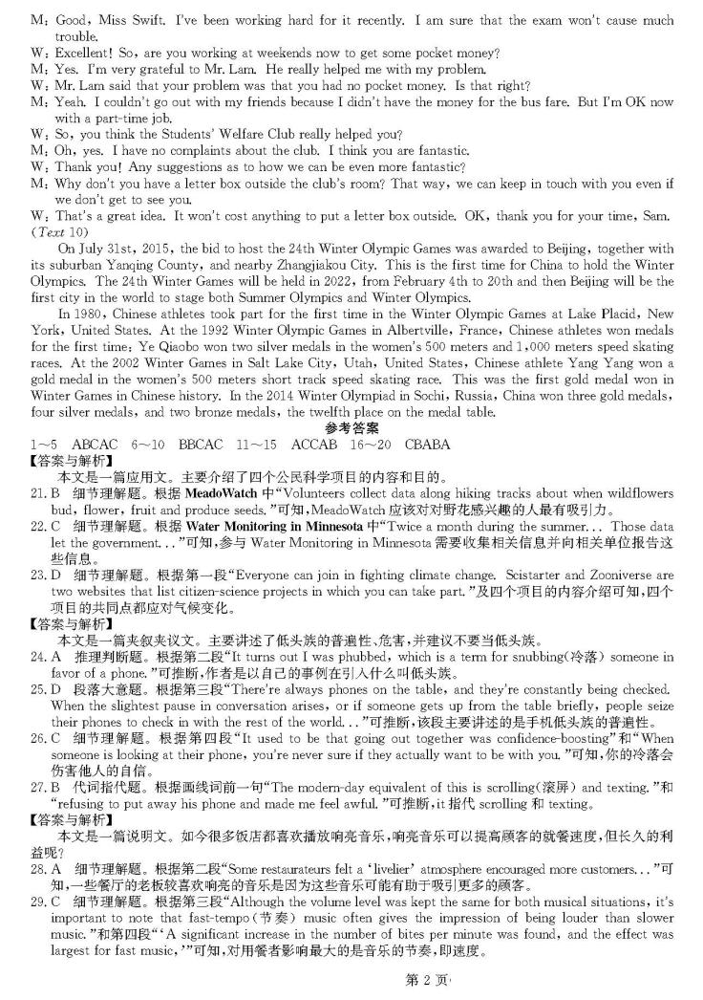 M: Good, Miss Swift. I've been working hard for it recently. I am sure that the exam won't cause much
trouble.
W: Excellent! So, are you working at weekends now to get some pocket money?
M: Yes. I'm very grateful to Mr. Lam. He really helped me with my problem.
W: Mr. Lam said that your problem was that you had no pocket money. Is that right?
M: Yeah. I couldn't go out with my friends because I didn't have the money for the bus fare. But I'm OK now
with a part-time job.
W: So, you think the Students' Welfare Club really helped you?
M: Oh, yes. I have no complaints about the club. I think you are fantastic.
W: Thank you! Any suggestions as to how we can be even more fantastic?
M: Why don't you have a letter box outside the club's room? That way, we can keep in touch with you even if
we don't get to see you.
W: That's a great idea. It won't cost anything to put a letter box outside. OK, thank you for your time, Sam.
(Text 10)
On July 31st, 2015, the bid to host the 24th Winter Olympic Games was awarded to Beijing, together with
its suburban Yanqing County, and nearby Zhangjiakou City. This is the first time for China to hold the Winter
Olympics. The 24th Winter Games will be held in 2022, from February 4th to 20th and then Beijing will be the
first city in the world to stage both Summer Olympics and Winter Olympics.
In 1980, Chinese athletes took part for the first time in the Winter Olympic Games at Lake Placid, New
York, United States. At the 1992 Winter Olympic Games in Albertville, France, Chinese athletes won medals
for the first time; Ye Qiaobo won two silver medals in the women's 500 meters and 1,000 meters speed skating
races. At the 2002 Winter Games in Salt Lake City, Utah, United States, Chinese athlete Yang Yang won a
gold medal in the women's 500 meters short track speed skating race. This was the first gold medal won in
Winter Games in Chinese history. In the 2014 Winter Olympiad in Sochi, Russia, China won three gold medals,
four silver medals, and two bronze medals, the twelfth place on the medal table.
参考答案
1～5 ABCAC 6～10 BBCAC 11～15 ACCAB 16～20 CBABA
【答案与解析】
本文是一篇应用文。主要介绍了四个公民科学项目的内容和目的。
21. B 细节理解题。根据 MeadoWatch 中“Volunteers collect data along hiking tracks about when wildflowers
bud, flower, fruit and produce seeds.”可知,MeadoWatch 应该对对野花感兴趣的人最有吸引力。
22. C 细节理解题。根据 Water Monitoring in Minnesota 中“Twice a month during the summer... Those data
let the government...”可知,参与 Water Monitoring in Minnesota 需要收集相关信息并向相关单位报告这
些信息。
23. D 细节理解题。根据第一段“Everyone can join in fighting climate change. Scistarter and Zooniverse are
two websites that list citizen-science projects in which you can take part.”及四个项目的内容介绍可知,四个
项目的共同点都应对气候变化。
【答案与解析】
本文是一篇夹叙夹议文。主要讲述了低头族的普遍性、危害,并建议不要当低头族。
24. A 推理判断题。根据第二段“It turns out I was phubbed, which is a term for snubbing(冷落) someone in
favor of a phone.”可推断,作者是以自己的事例在引入什么叫低头族。
25. D 段落大意题。根据第三段“There're always phones on the table, and they're constantly being checked.
When the slightest pause in conversation arises, or if someone gets up from the table briefly, people seize
their phones to check in with the rest of the world...”可推断,该段主要讲述的是手机低头族的普遍性。
26. C 细节理解题。根据第四段“It used to be that going out together was confidence-boosting”和“When
someone is looking at their phone, you're never sure if they actually want to be with you.”可知,你的冷落会
伤害他人的自信。
27. B 代词指代题。根据画线词前一句“The modern-day equivalent of this is scrolling(滚屏) and texting.”和
“refusing to put away his phone and made me feel awful.”可推断,it 指代 scrolling 和 texting。
【答案与解析】
本文是一篇说明文。如今很多饭店都喜欢播放响亮音乐,响亮音乐可以提高顾客的就餐速度,但长久的利
益呢?
28. A 细节理解题。根据第二段“Some restaurateurs felt a ‘livelier’ atmosphere encouraged more customers...”可
知,一些餐厅的老板较喜欢响亮的音乐是因为这些音乐可能有助于吸引更多的顾客。
29. C 细节理解题。根据第三段“Although the volume level was kept the same for both musical situations, it's
important to note that fast-tempo(节奏) music often gives the impression of being louder than slower
music.”和第四段“‘A significant increase in the number of bites per minute was found, and the effect was
largest for fast music,’”可知,对用餐者影响最大的是音乐的节奏,即速度。
第 2 页